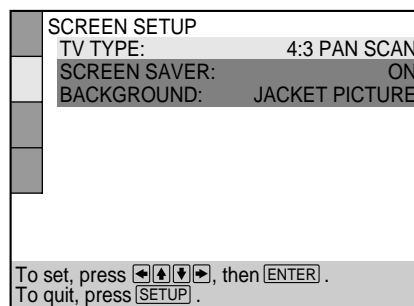 SCREEN SETUP
TV TYPE: 4:3 PAN SCAN
SCREEN SAVER: ON
BACKGROUND: JACKET PICTURE
To set, press ←↑↓→, then ENTER.
To quit, press SETUP.